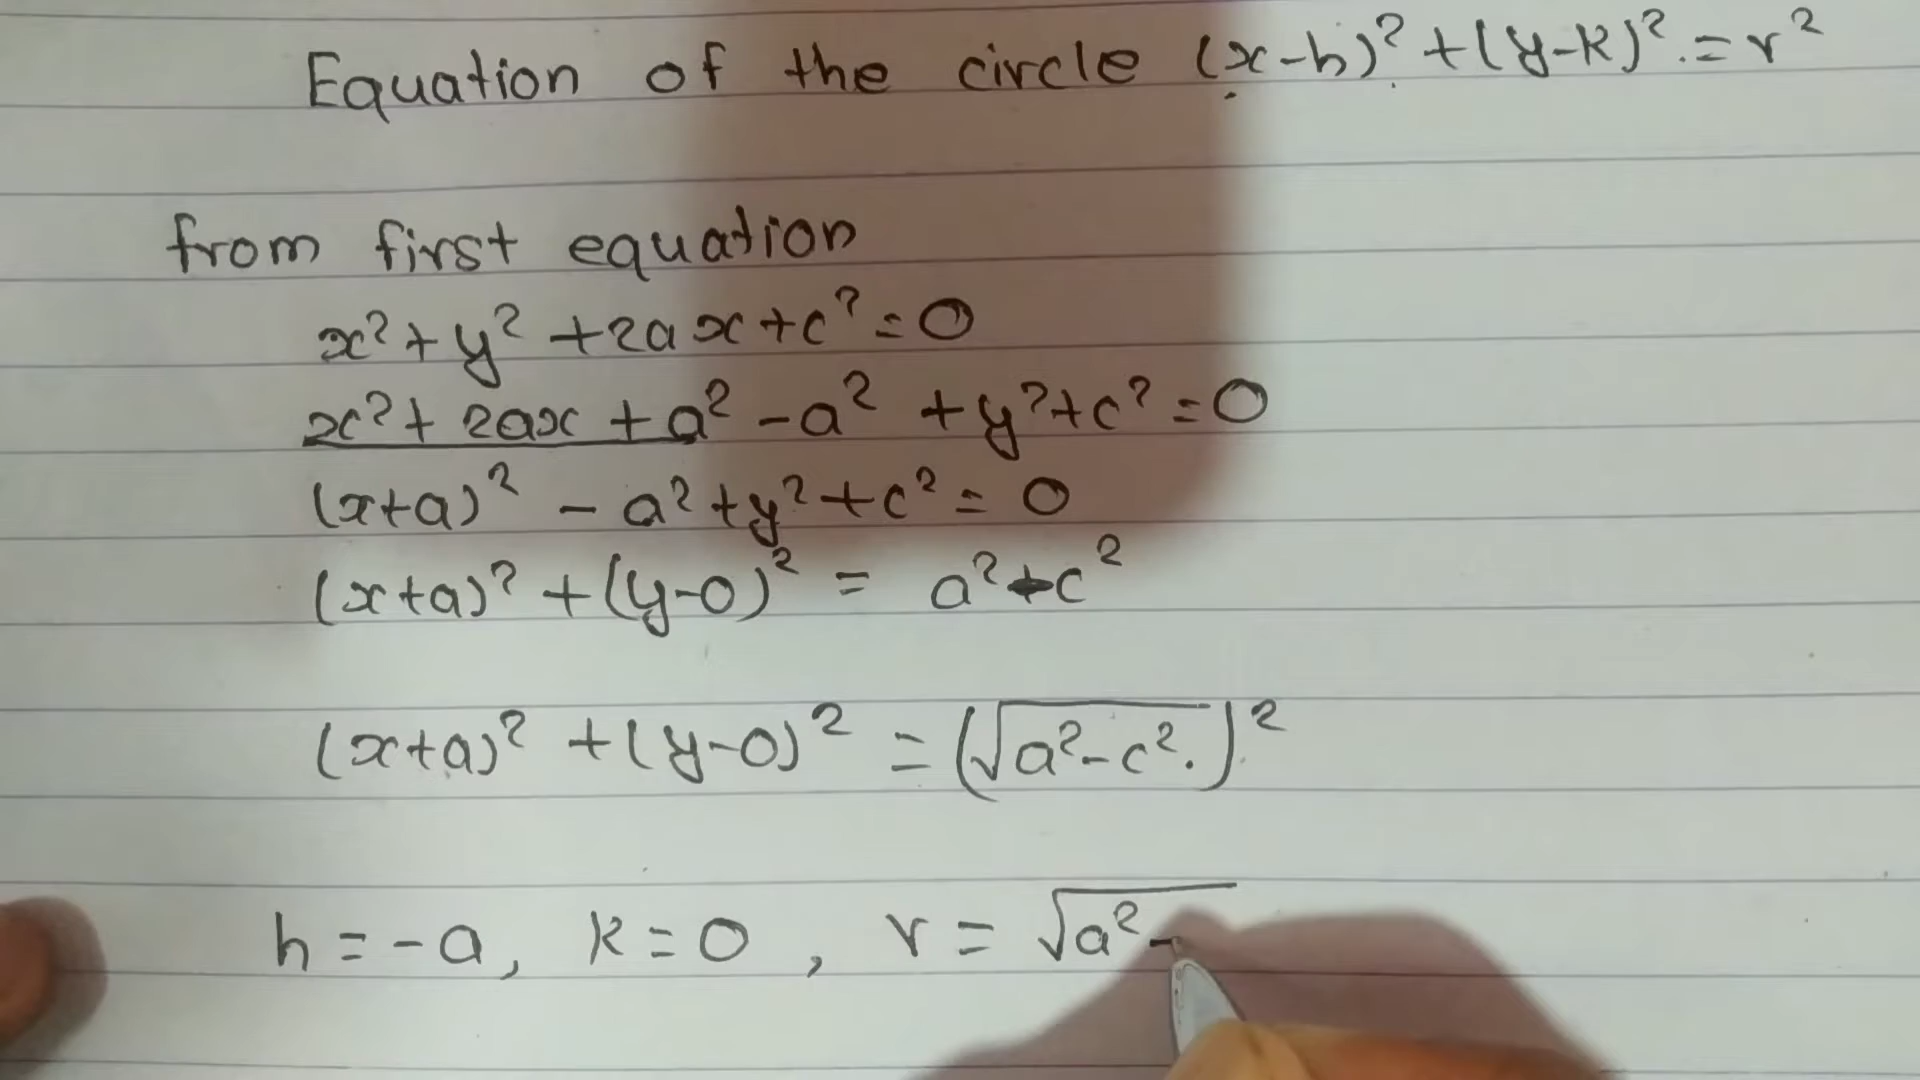 Equation of the circle (x-h)²+(y-k)².=r²
from first equation
x²+y²+2ax+c²=0
x²+2ax+a²-a²+y²+c²=0
(x+a)²-a²+y²+c²=0
(x+a)²+(y-0)²=a²-c²
(x+a)²+(y-0)²=(√a²-c².)²
h=-a, k=0, r=√a²-